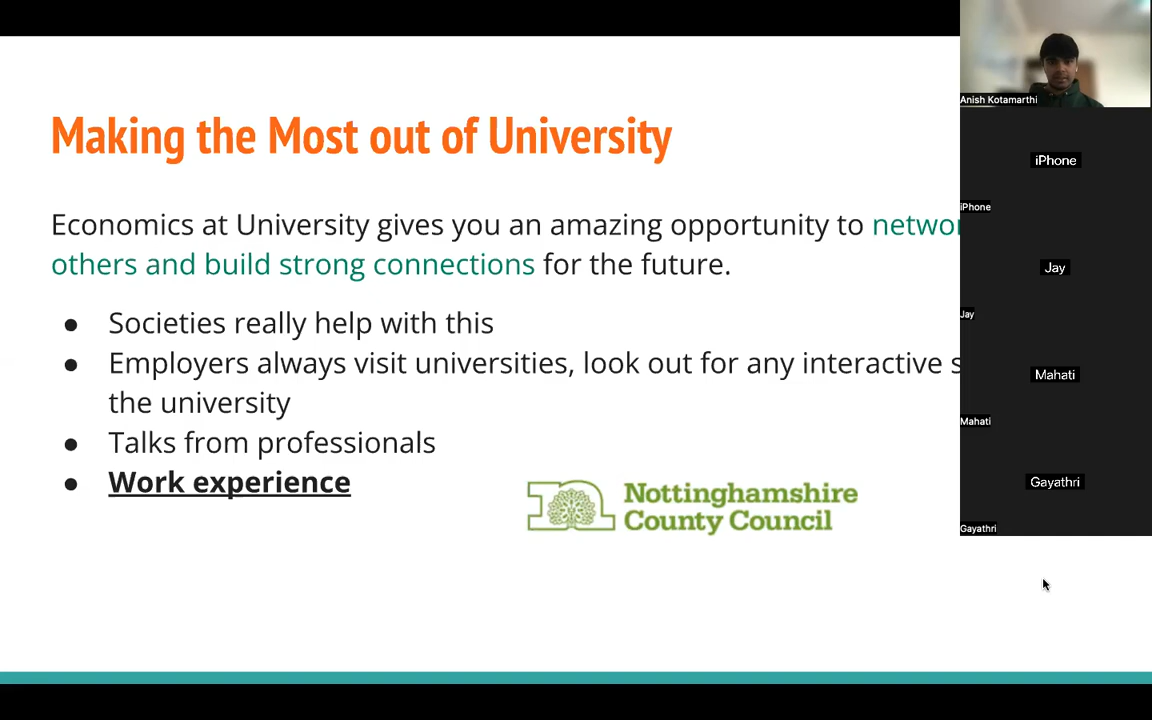 Making the Most out of University
Economics at University gives you an amazing opportunity to
others and build strong connections for the future.
● Societies really help with this
● Employers always visit universities, look out for any interactive
the university
● Talks from professionals
● Work experience
Nottinghamshire
County Council
Anish Kotamarthi
iPhone
iPhone
Jay
Jay
Mahati
Mahati
Gayathri
Gayathri